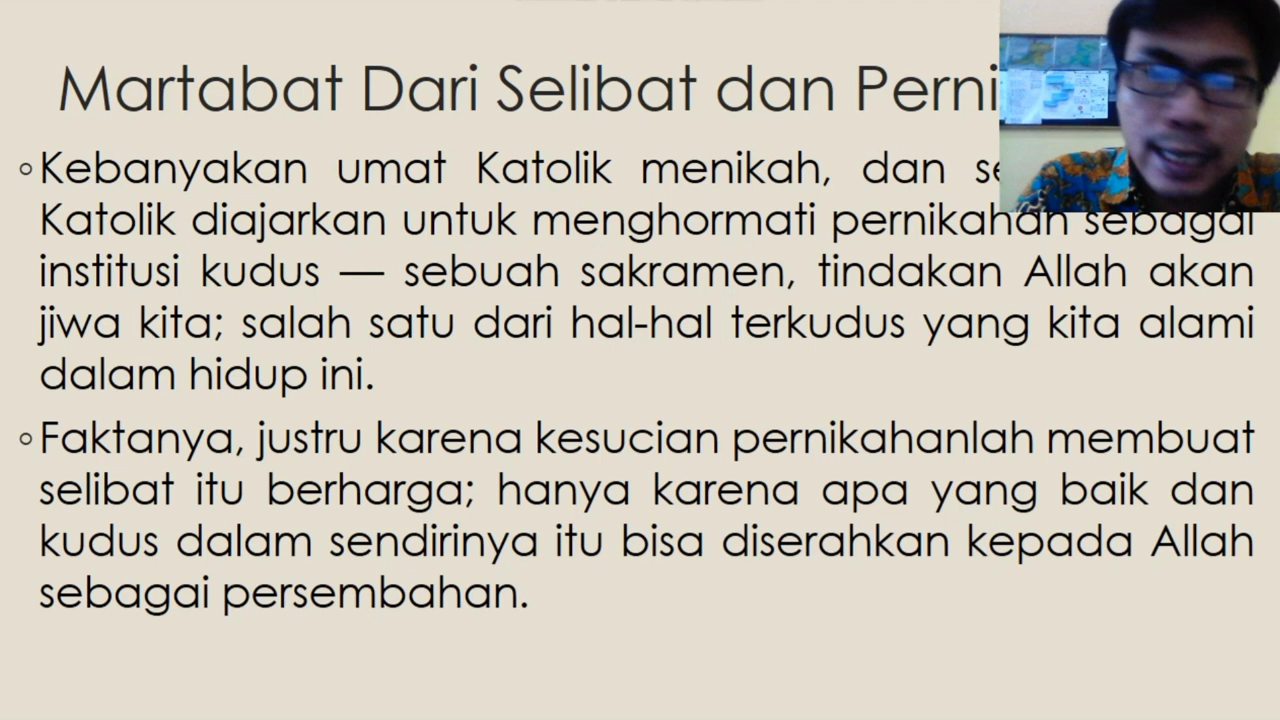 Martabat Dari Selibat dan
◦Kebanyakan umat Katolik menikah, dan
Katolik diajarkan untuk menghormati pernikahan sebagai
institusi kudus — sebuah sakramen, tindakan Allah akan
jiwa kita; salah satu dari hal-hal terkudus yang kita alami
dalam hidup ini.
◦Faktanya, justru karena kesucian pernikahanlah membuat
selibat itu berharga; hanya karena apa yang baik dan
kudus dalam sendirinya itu bisa diserahkan kepada Allah
sebagai persembahan.